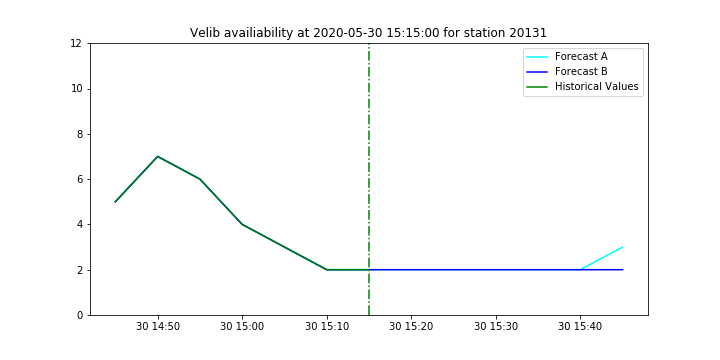 Velib availiability at 2020-05-30 15:15:00 for station 20131
12
10
8
6
4
2
0
Forecast A
Forecast B
Historical Values
30 14:50 30 15:00 30 15:10 30 15:20 30 15:30 30 15:40